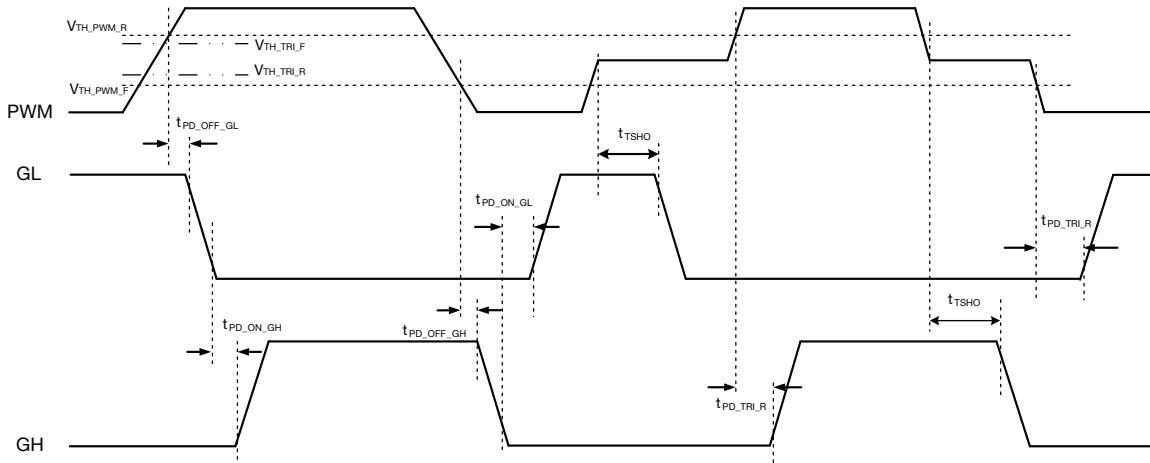 VTH_PWM_R
VTH_TRI_F
VTH_TRI_R
VTH_PWM_F
PWM
tPD_OFF_GL
tTSHO
GL
tPD_ON_GL
tPD_TRI_R
tTSHO
tPD_ON_GH
tPD_OFF_GH
tPD_TRI_R
GH